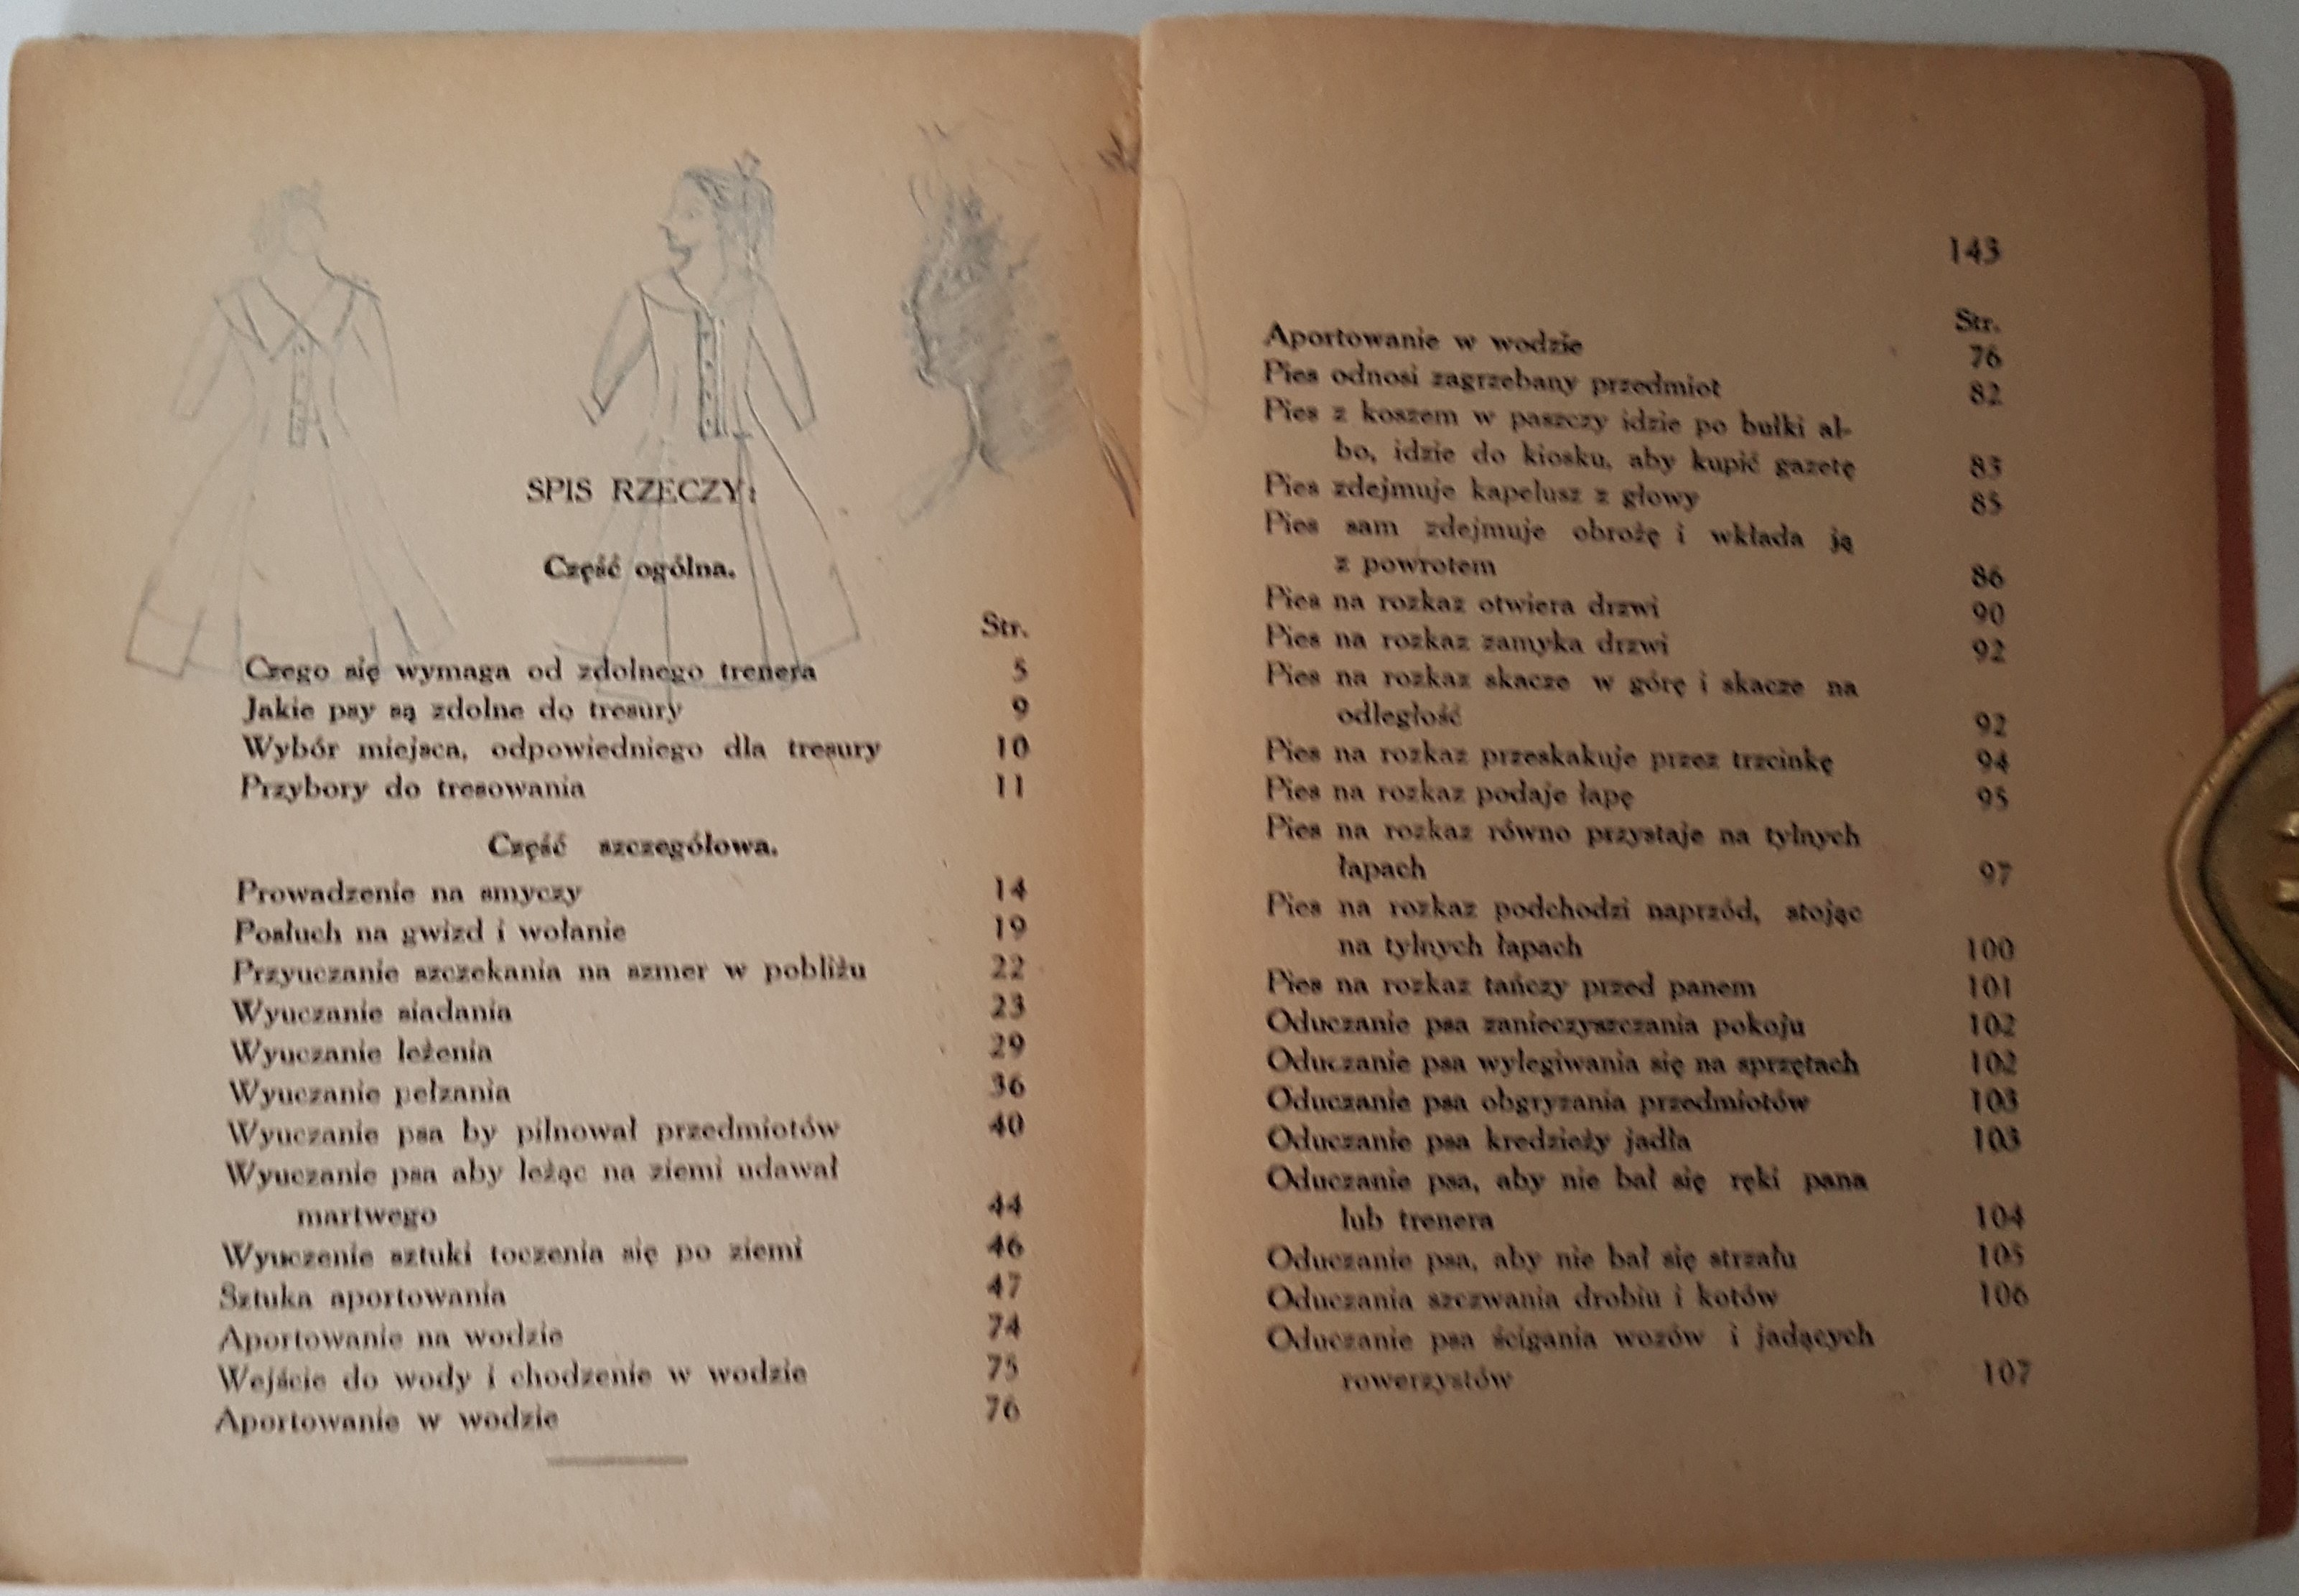 SPIS RZECZY:
Część ogólna.
Str.
Czego się wymaga od zdolnego trenera 5
Jakie psy są zdolne do tresury 9
Wybór miejsca, odpowiedniego dla tresury 10
Przybory do tresowania 11
Część szczegółowa.
Prowadzenie na smyczy 14
Posłuch na gwizd i wołanie 19
Przyuczanie szczekania na szmer w pobliżu 22
Wyuczanie siadania 23
Wyuczanie leżenia 29
Wyuczanie pełzania 36
Wyuczanie psa by pilnował przedmiotów 40
Wyuczanie psa aby leżąc na ziemi udawał
martwego 44
Wyuczenie sztuki toczenia się po ziemi 46
Sztuka aportowania 47
Aportowanie na wodzie 74
Wejście do wody i chodzenie w wodzie 75
Aportowanie w wodzie 76
143
Str.
Aportowanie w wodzie 76
Pies odnosi zagrzebany przedmiot 82
Pies z koszem w paszczy idzie po bułki al-
bo, idzie do kiosku, aby kupić gazetę 83
Pies zdejmuje kapelusz z głowy 85
Pies sam zdejmuje obrożę i wkłada ją
z powrotem 86
Pies na rozkaz otwiera drzwi 90
Pies na rozkaz zamyka drzwi 92
Pies na rozkaz skacze w górę i skacze na
odległość 92
Pies na rozkaz przeskakuje przez trzcinkę 94
Pies na rozkaz podaje łapę 95
Pies na rozkaz równo przystaje na tylnych
łapach 97
Pies na rozkaz podchodzi naprzód, stojąc
na tylnych łapach 100
Pies na rozkaz tańczy przed panem 101
Oduczanie psa zanieczyszczania pokoju 102
Oduczanie psa wylegiwania się na sprzętach 102
Oduczanie psa obgryzania przedmiotów 103
Oduczanie psa kredzieży jadła 103
Oduczanie psa, aby nie bał się ręki pana
lub trenera 104
Oduczanie psa, aby nie bał się strzału 105
Oduczania szczwania drobiu i kotów 106
Oduczanie psa ścigania wozów i jadących
rowerzystów 107